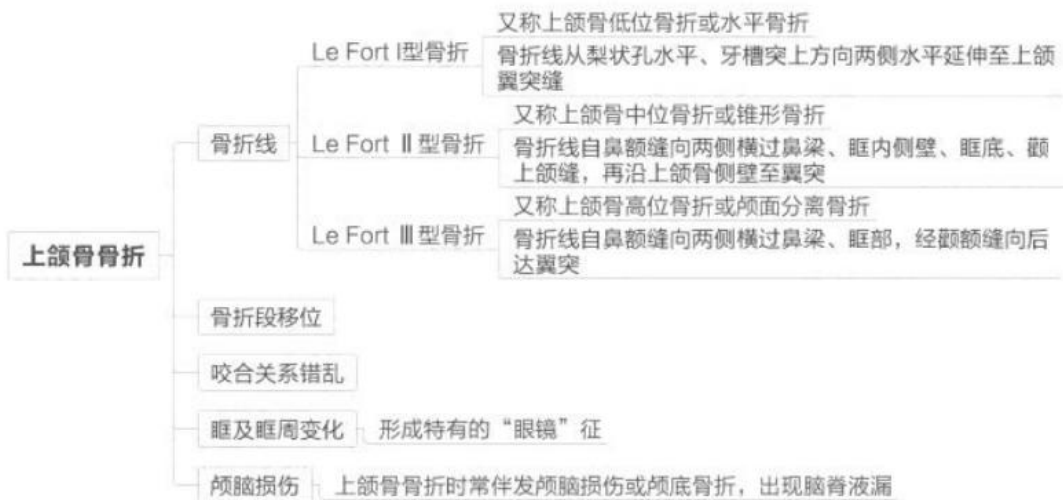 上颌骨骨折
骨折线
Le Fort Ⅰ型骨折
又称上颌骨低位骨折或水平骨折
骨折线从梨状孔水平、牙槽突上方向两侧水平延伸至上颌
翼突缝
Le Fort Ⅱ型骨折
又称上颌骨中位骨折或锥形骨折
骨折线自鼻额缝向两侧横过鼻梁、眶内侧壁、眶底、颧
上颌缝，再沿上颌骨侧壁至翼突
Le Fort Ⅲ型骨折
又称上颌骨高位骨折或颅面分离骨折
骨折线自鼻额缝向两侧横过鼻梁、眶部，经颧额缝向后
达翼突
骨折段移位
咬合关系错乱
眶及眶周变化
形成特有的“眼镜”征
颅脑损伤
上颌骨骨折时常伴发颅脑损伤或颅底骨折，出现脑脊液漏